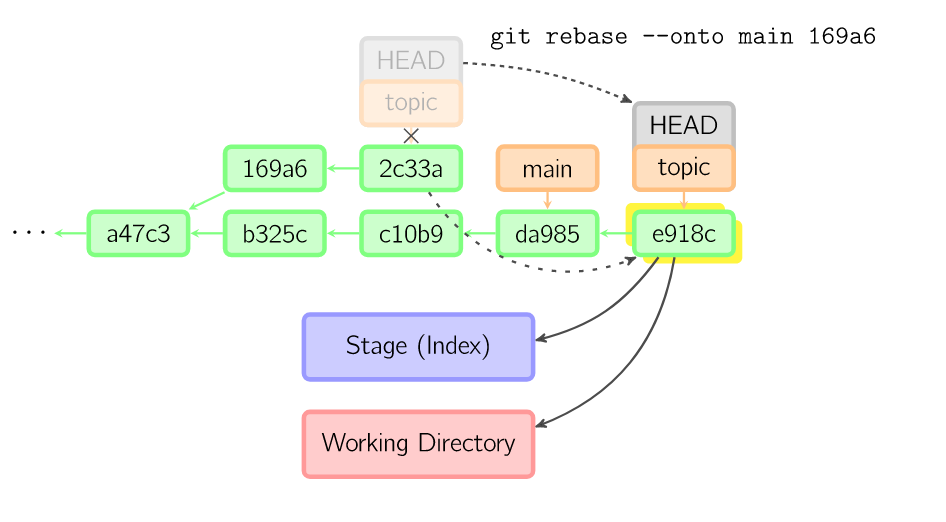 git rebase --onto main 169a6
HEAD
topic
HEAD
topic
169a6
2c33a
main
... a47c3
b325c
c10b9
da985
e918c
Stage (Index)
Working Directory